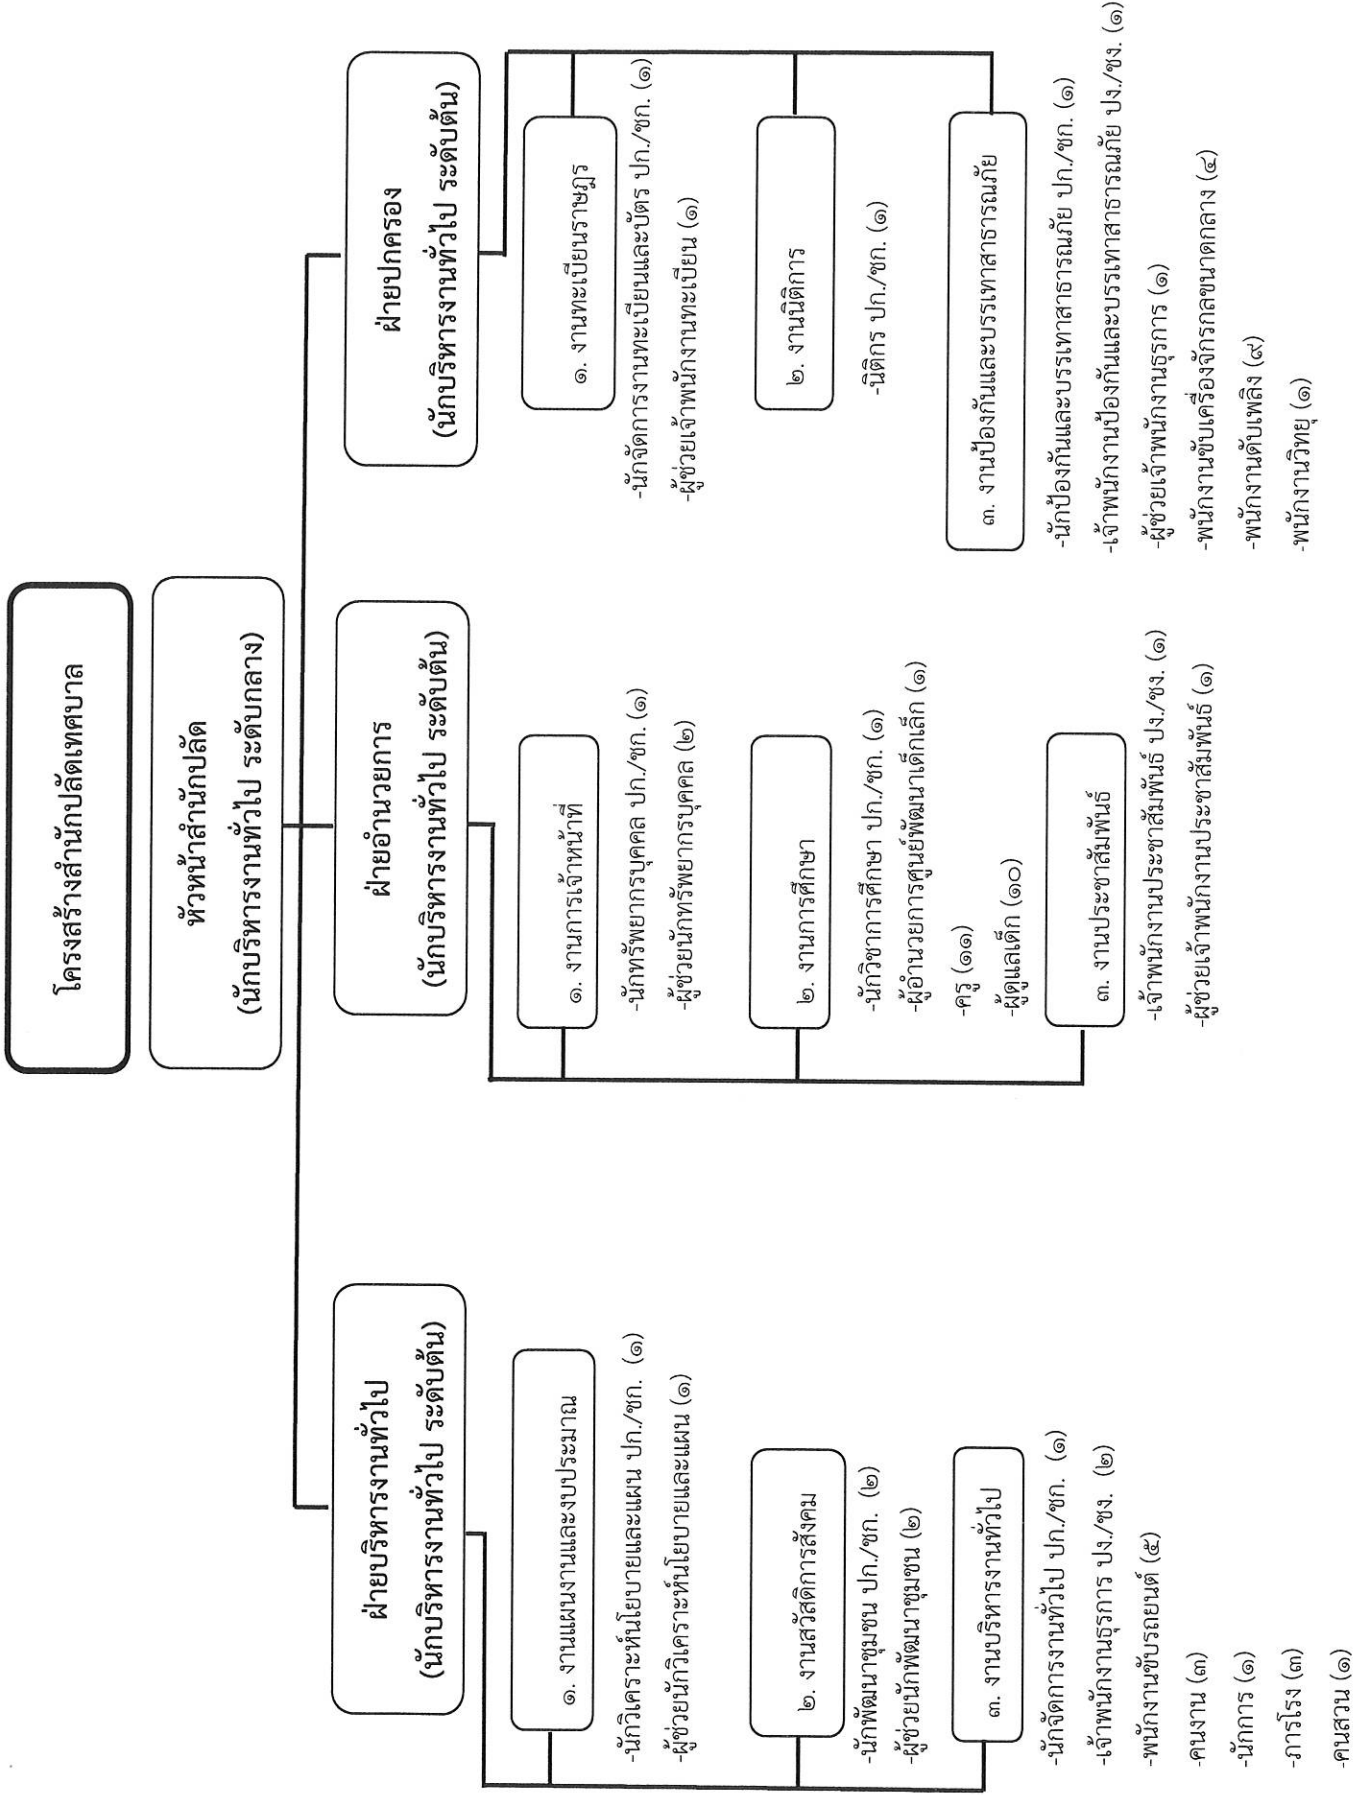 โครงสร้างสำนักปลัดเทศบาล
หัวหน้าสำนักปลัด
(นักบริหารงานทั่วไป ระดับกลาง)
ฝ่ายบริหารงานทั่วไป
(นักบริหารงานทั่วไป ระดับต้น)
๑. งานแผนงานและงบประมาณ
-นักวิเคราะห์นโยบายและแผน ปก./ชก. (๑)
-ผู้ช่วยนักวิเคราะห์นโยบายและแผน (๑)
๒. งานสวัสดิการสังคม
-นักพัฒนาชุมชน ปก./ชก. (๒)
-ผู้ช่วยนักพัฒนาชุมชน (๒)
๓. งานบริหารงานทั่วไป
-นักจัดการงานทั่วไป ปก./ชก. (๑)
-เจ้าพนักงานธุรการ ปง./ชง. (๒)
-พนักงานขับรถยนต์ (๕)
-คนงาน (๓)
-นักการ (๑)
-ภารโรง (๓)
-คนสวน (๑)
ฝ่ายอำนวยการ
(นักบริหารงานทั่วไป ระดับต้น)
๑. งานการเจ้าหน้าที่
-นักทรัพยากรบุคคล ปก./ชก. (๑)
-ผู้ช่วยนักทรัพยากรบุคคล (๒)
๒. งานการศึกษา
-นักวิชาการศึกษา ปก./ชก. (๑)
-ผู้อำนวยการศูนย์พัฒนาเด็กเล็ก (๑)
-ครู (๑๑)
-ผู้ดูแลเด็ก (๑๐)
๓. งานประชาสัมพันธ์
-เจ้าพนักงานประชาสัมพันธ์ ปง./ชง. (๑)
-ผู้ช่วยเจ้าพนักงานประชาสัมพันธ์ (๑)
ฝ่ายปกครอง
(นักบริหารงานทั่วไป ระดับต้น)
๑. งานทะเบียนราษฎร
-นักจัดการงานทะเบียนและบัตร ปก./ชก. (๑)
-ผู้ช่วยเจ้าพนักงานทะเบียน (๑)
๒. งานนิติการ
-นิติกร ปก./ชก. (๑)
๓. งานป้องกันและบรรเทาสาธารณภัย
-นักป้องกันและบรรเทาสาธารณภัย ปก./ชก. (๑)
-เจ้าพนักงานป้องกันและบรรเทาสาธารณภัย ปง./ชง. (๑)
-ผู้ช่วยเจ้าพนักงานธุรการ (๑)
-พนักงานขับเครื่องจักรกลขนาดกลาง (๔)
-พนักงานดับเพลิง (๙)
-พนักงานวิทยุ (๑)